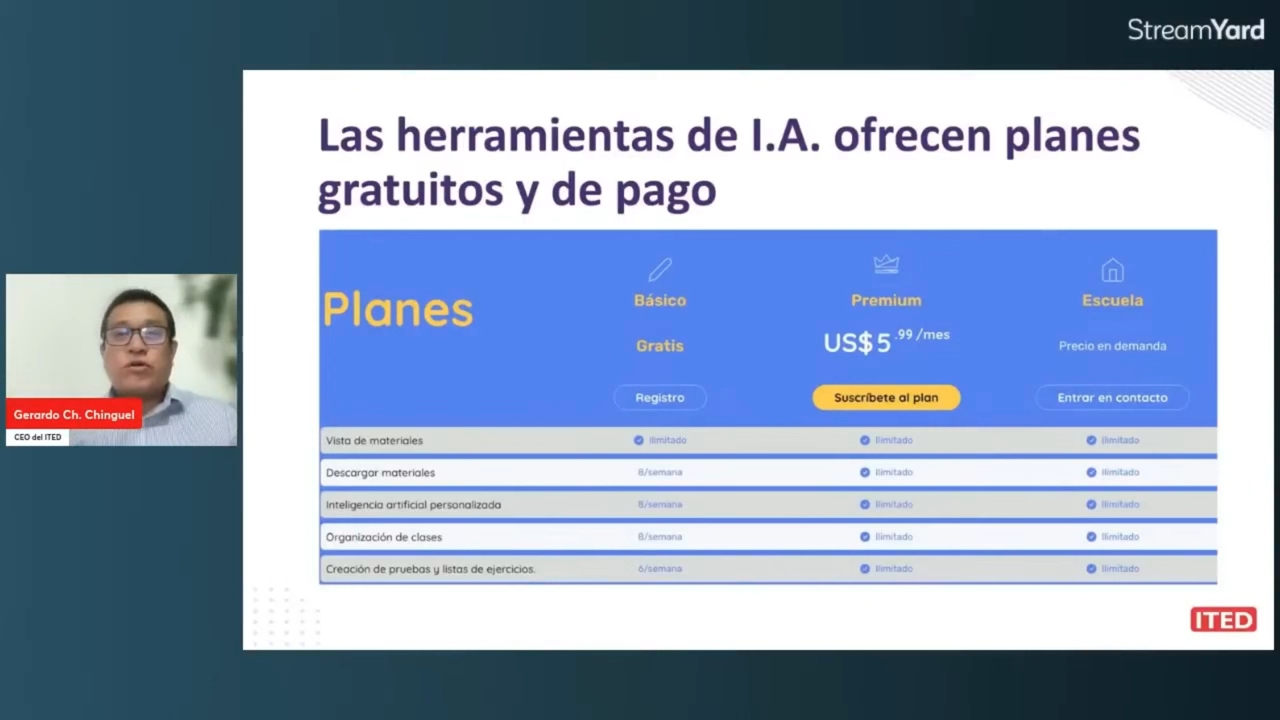 StreamYard
Las herramientas de I.A. ofrecen planes
gratuitos y de pago
Planes
Básico
Premium
Escuela
Gratis
US$5.99/mes
Precio en demanda
Registro
Suscríbete al plan
Entrar en contacto
Vista de materiales Ilimitado Ilimitado Ilimitado
Descargar materiales 8/semana Ilimitado Ilimitado
Inteligencia artificial personalizada 8/semana Ilimitado Ilimitado
Organización de clases 8/semana Ilimitado Ilimitado
Creación de pruebas y listas de ejercicios. 6/semana Ilimitado Ilimitado
ITED
Gerardo Ch. Chinguel
CEO del ITED